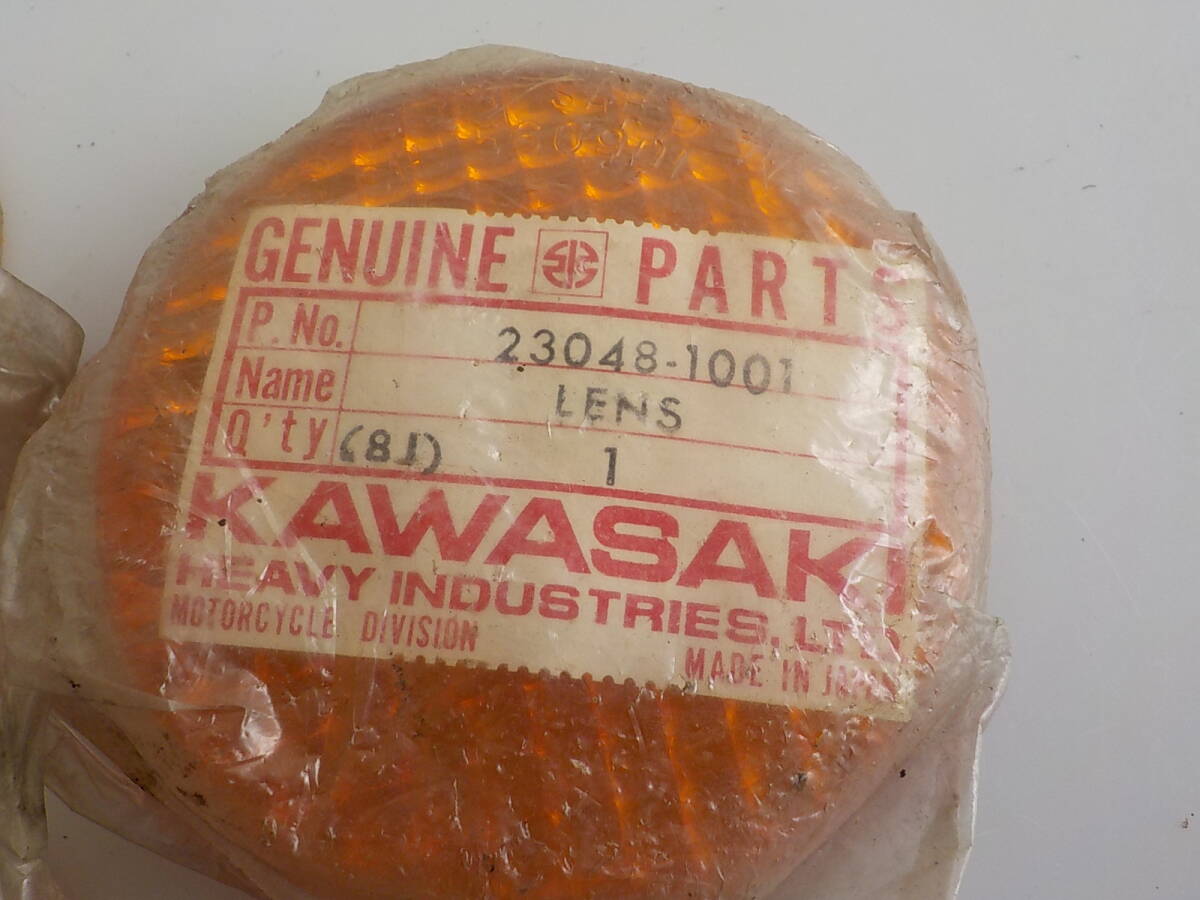 GENUINE PARTS
P. No. 23048-1001
Name LENS
Q'ty (8J) 1
KAWASAKI
HEAVY INDUSTRIES, LTD
MOTORCYCLE DIVISION
MADE IN JAPAN